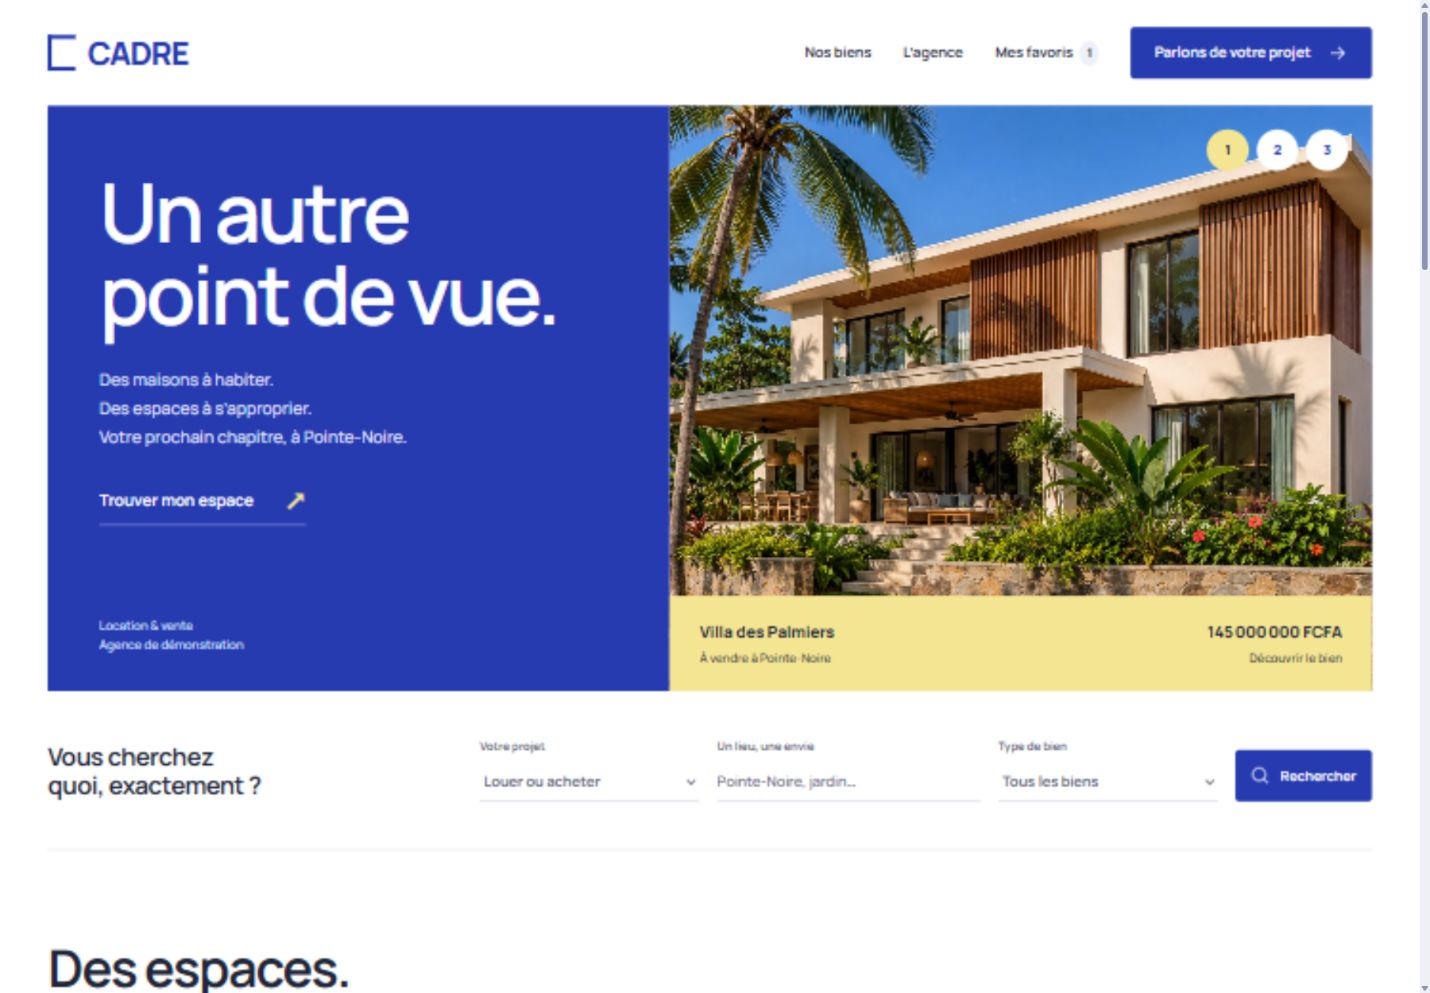 CADRE
Nos biens
L'agence
Mes favoris 1
Parlons de votre projet →
Un autre
point de vue.
Des maisons à habiter.
Des espaces à s'approprier.
Votre prochain chapitre, à Pointe-Noire.
Trouver mon espace ↗
Location & vente
Agence de démonstration
1 2 3
Villa des Palmiers
145 000 000 FCFA
À vendre à Pointe-Noire
Découvrir le bien
Vous cherchez
quoi, exactement ?
Votre projet
Louer ou acheter
Un lieu, une envie
Pointe-Noire, jardin...
Type de bien
Tous les biens
Rechercher
Des espaces.